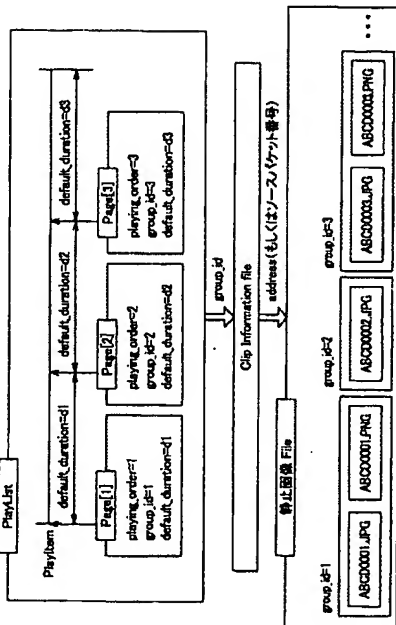 PlayList
PlayItem
default_duration=d1
default_duration=d2
default_duration=d3
Page[1]
playing_order=1
group_id=1
default_duration=d1
Page[2]
playing_order=2
group_id=2
default_duration=d2
Page[3]
playing_order=3
group_id=3
default_duration=d3
group_id
Clip Information file
address(もしくはソースパケット番号)
静止画像 File
group_id=1
ABCD0001.JPG
ABCD0001.PNG
group_id=2
ABCD0002.JPG
group_id=3
ABCD0003.JPG
ABCD0003.PNG
...